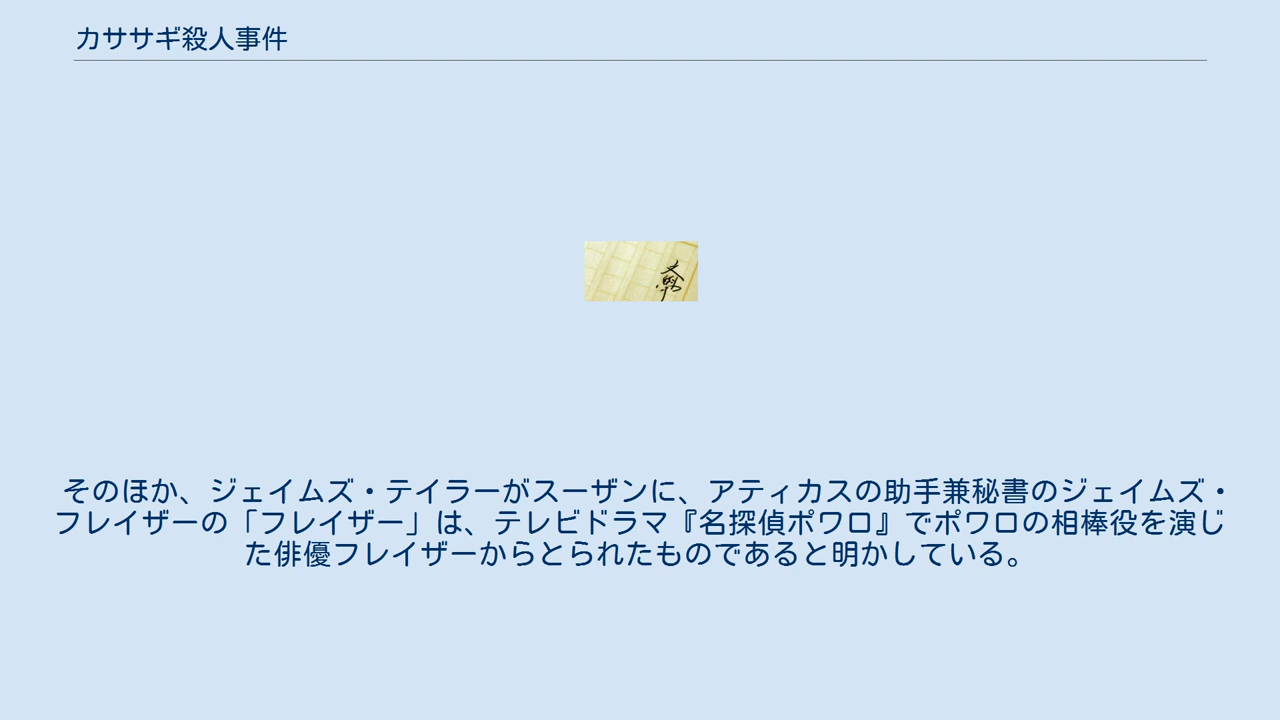 カササギ殺人事件
そのほか、ジェイムズ・テイラーがスーザンに、アティカスの助手兼秘書のジェイムズ・
フレイザーの「フレイザー」は、テレビドラマ『名探偵ポワロ』でポワロの相棒役を演じ
た俳優フレイザーからとられたものであると明かしている。